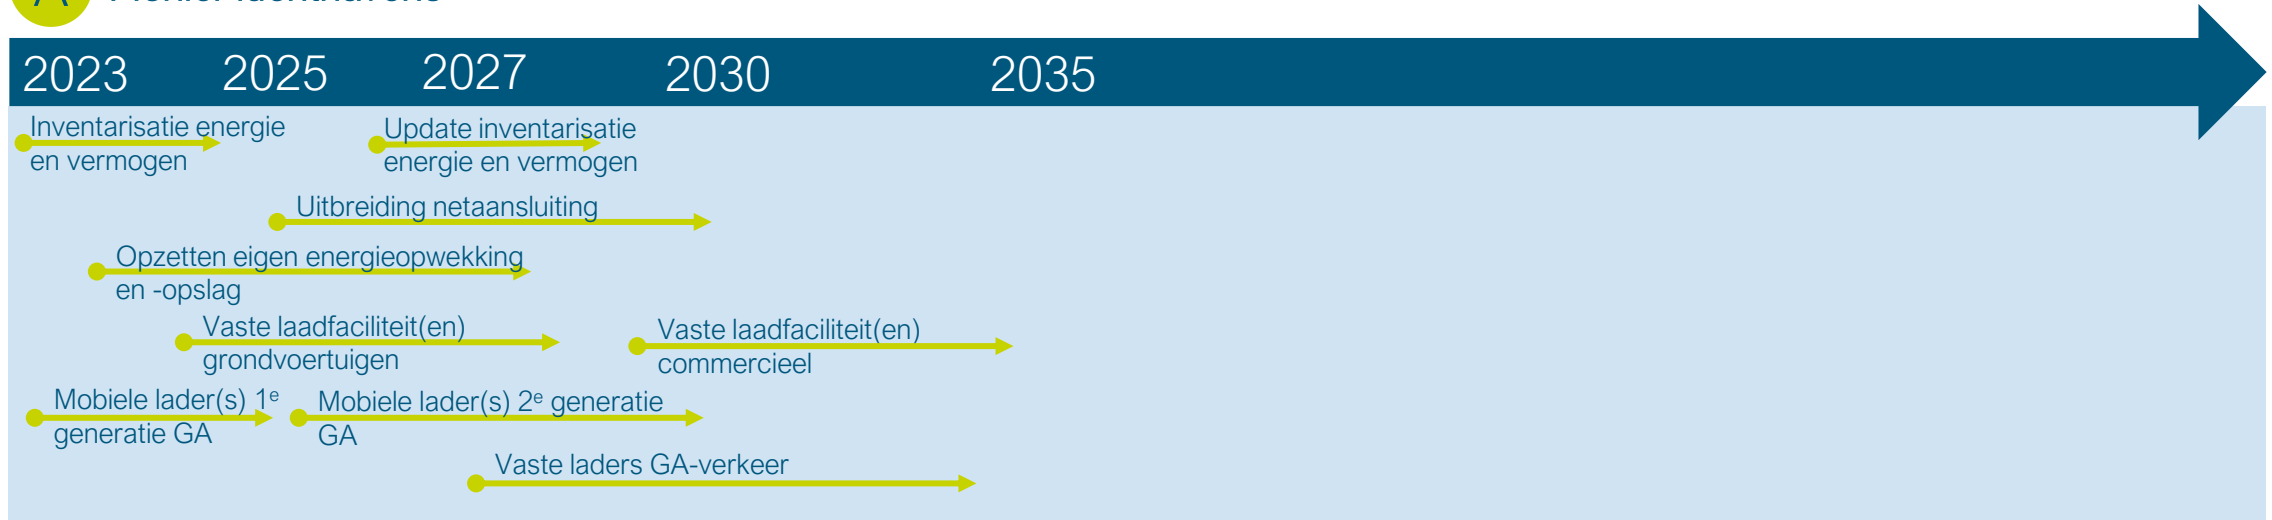 2023 2025 2027 2030 2035
Inventarisatie energie
en vermogen
Update inventarisatie
energie en vermogen
Uitbreiding netaansluiting
Opzetten eigen energieopwekking
en -opslag
Vaste laadfaciliteit(en)
grondvoertuigen
Vaste laadfaciliteit(en)
commercieel
Mobiele lader(s) 1e
generatie GA
Mobiele lader(s) 2e generatie
GA
Vaste laders GA-verkeer